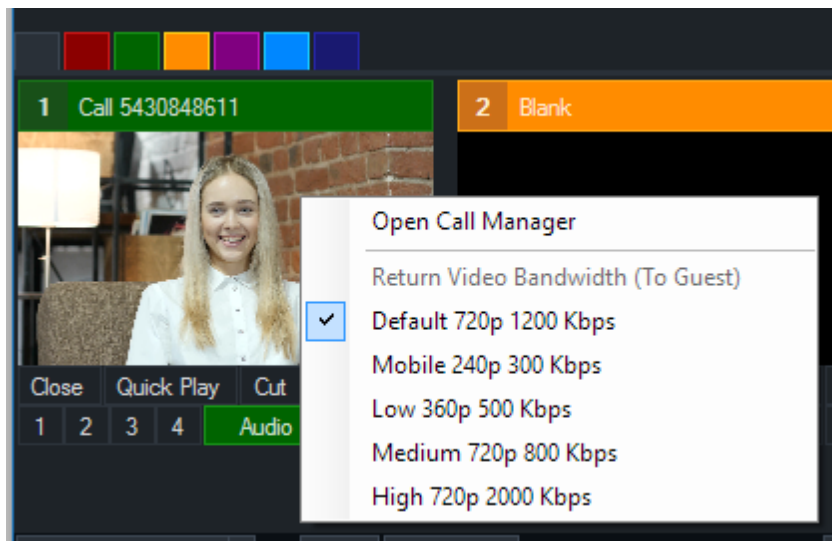 1 Call 5430848611
2 Blank
Open Call Manager
Return Video Bandwidth (To Guest)
Default 720p 1200 Kbps
Mobile 240p 300 Kbps
Low 360p 500 Kbps
Medium 720p 800 Kbps
High 720p 2000 Kbps
Close Quick Play Cut
1 2 3 4 Audio